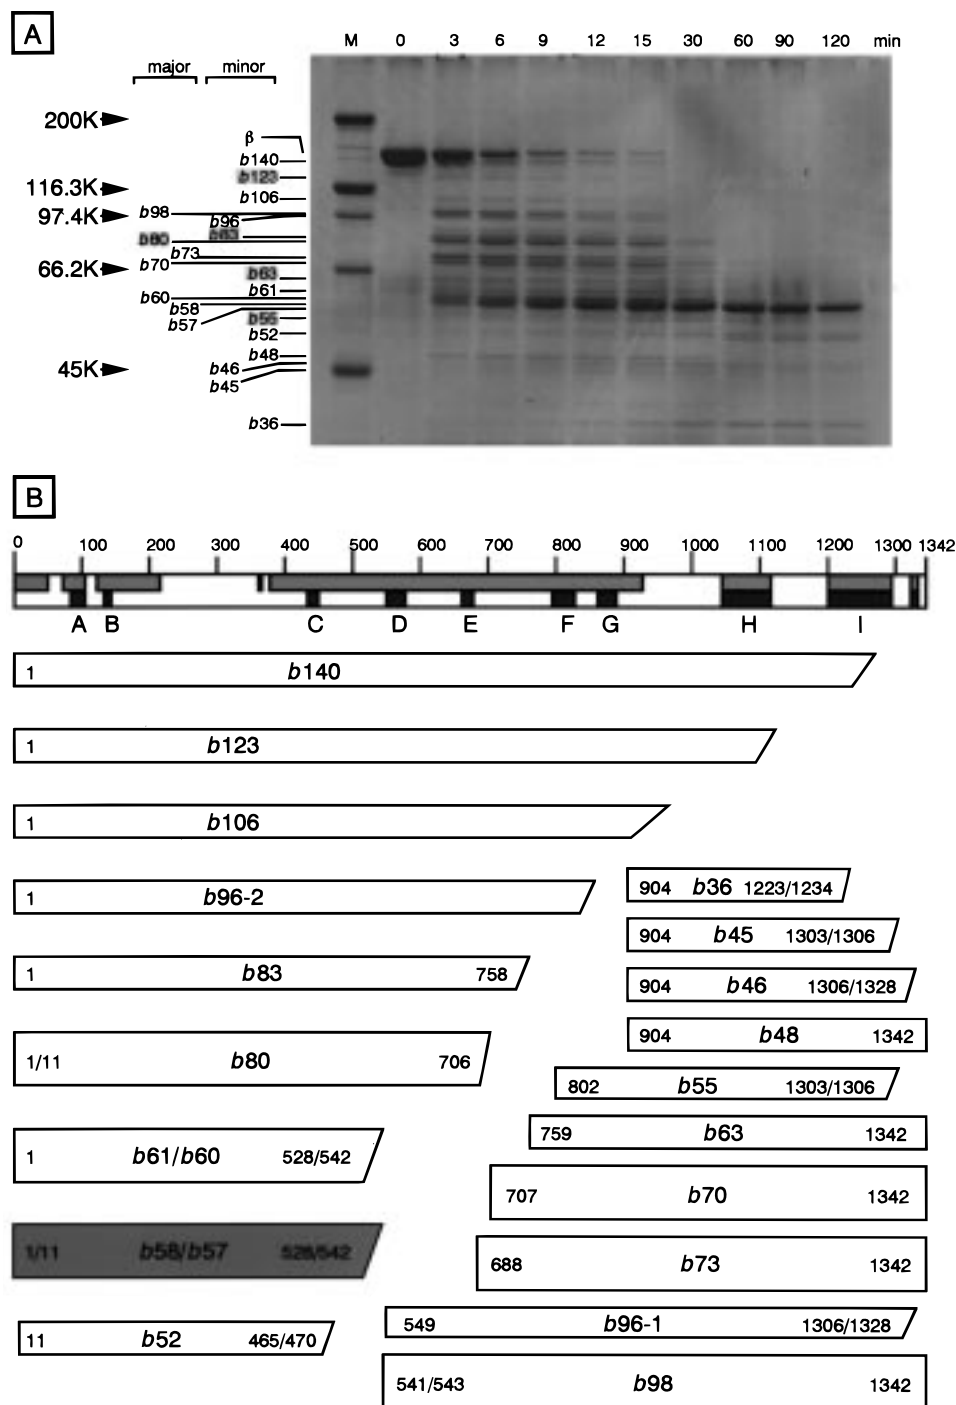 A
M 0 3 6 9 12 15 30 60 90 120 min
major minor
200K
β
b140
b123
116.3K
b106
97.4K
b98
b96
b83
b80
b73
b70
66.2K
b63
b61
b60
b58
b57
b55
b52
b48
b46
45K
b45
b36
B
0 100 200 300 400 500 600 700 800 900 1000 1100 1200 1300 1342
A B C D E F G H I
1 b140
1 b123
1 b106
1 b96-2
904 b36 1223/1234
904 b45 1303/1306
1 b83 758
904 b46 1306/1328
904 b48 1342
1/11 b80 706
802 b55 1303/1306
759 b63 1342
1 b61/b60 528/542
707 b70 1342
1/11 b58/b57 528/542
688 b73 1342
11 b52 465/470
549 b96-1 1306/1328
541/543 b98 1342